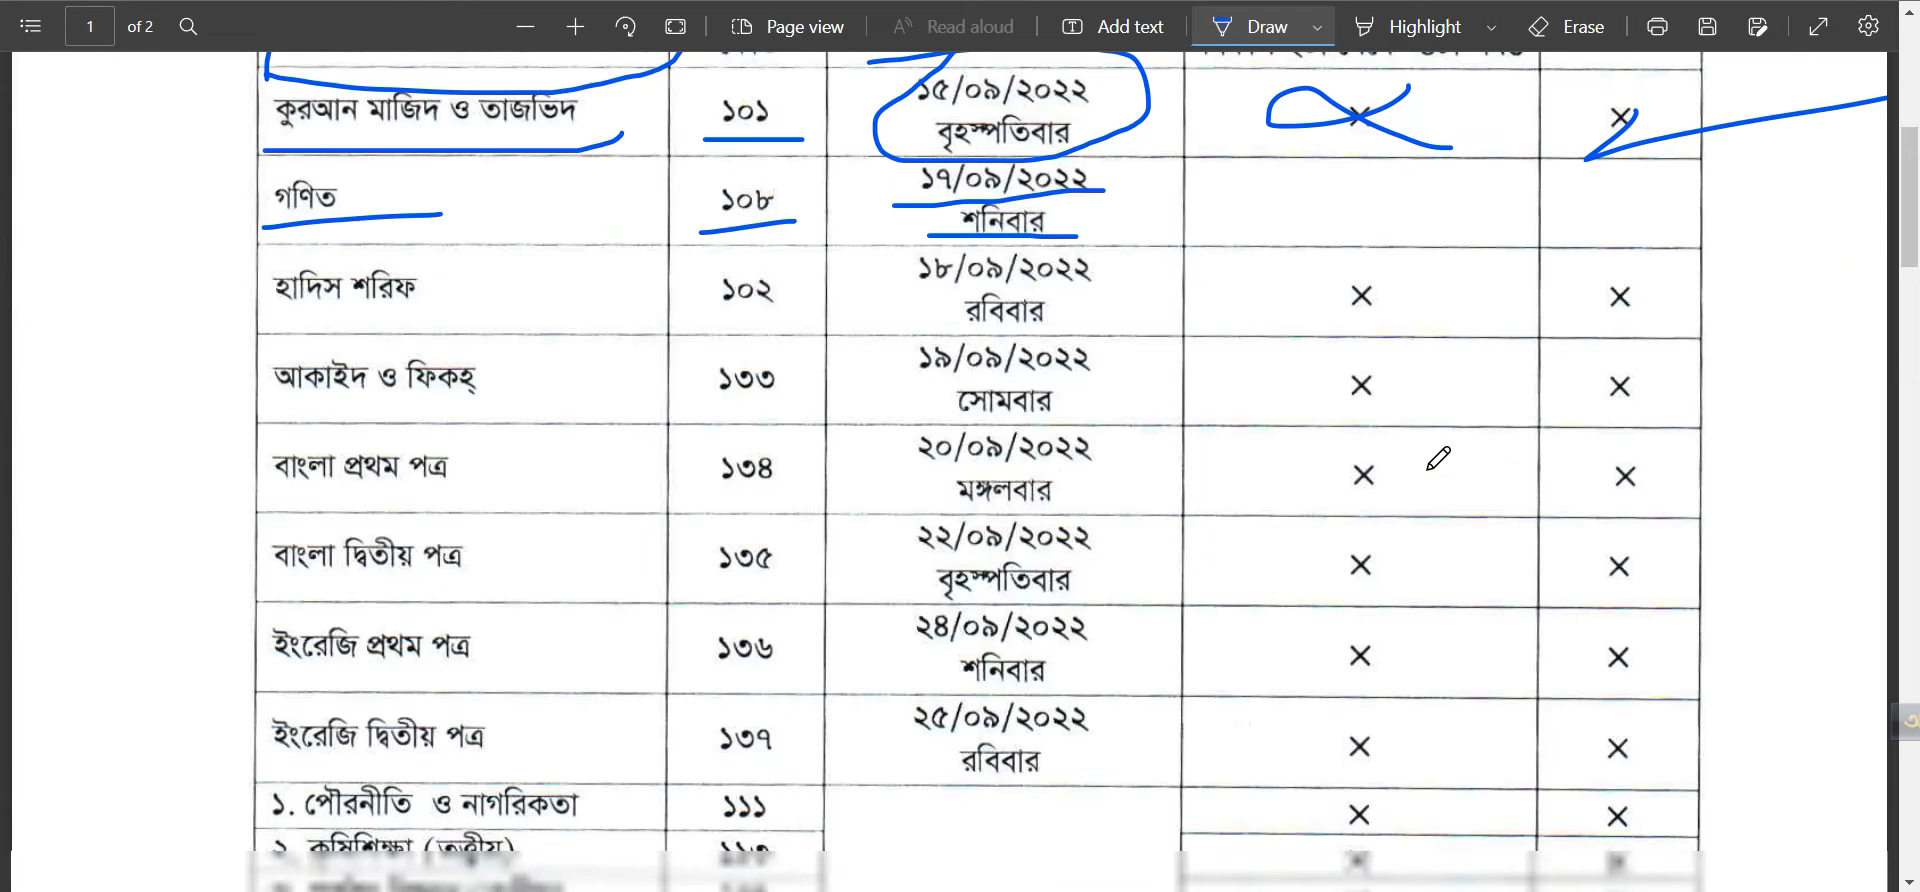 1 of 2 Page view Read aloud Add text Draw Highlight Erase
কুরআন মাজিদ ও তাজভিদ ১০১ ১৫/০৯/২০২২ × ×
বৃহস্পতিবার
গণিত ১০৮ ১৭/০৯/২০২২
শনিবার
হাদিস শরিফ ১০২ ১৮/০৯/২০২২ × ×
রবিবার
আকাইদ ও ফিকহ্ ১৩৩ ১৯/০৯/২০২২ × ×
সোমবার
বাংলা প্রথম পত্র ১৩৪ ২০/০৯/২০২২ × ×
মঙ্গলবার
বাংলা দ্বিতীয় পত্র ১৩৫ ২২/০৯/২০২২ × ×
বৃহস্পতিবার
ইংরেজি প্রথম পত্র ১৩৬ ২৪/০৯/২০২২ × ×
শনিবার
ইংরেজি দ্বিতীয় পত্র ১৩৭ ২৫/০৯/২০২২ × ×
রবিবার
১. পৌরনীতি ও নাগরিকতা ১১১ × ×
২. কৃষিশিক্ষা (তত্ত্বীয়) ১১৩